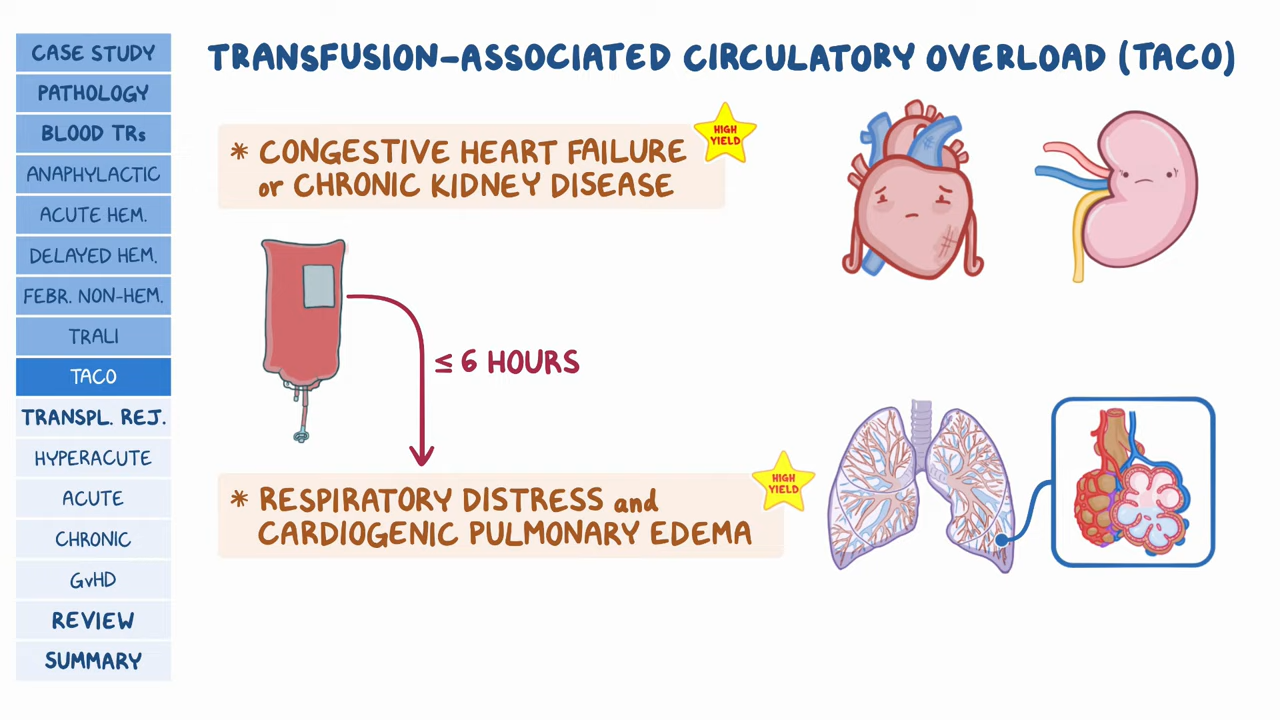 CASE STUDY
PATHOLOGY
BLOOD TRs
ANAPHYLACTIC
ACUTE HEM.
DELAYED HEM.
FEBR. NON-HEM.
TRALI
TACO
TRANSPL. REJ.
HYPERACUTE
ACUTE
CHRONIC
GvHD
REVIEW
SUMMARY
TRANSFUSION-ASSOCIATED CIRCULATORY OVERLOAD (TACO)
* CONGESTIVE HEART FAILURE
or CHRONIC KIDNEY DISEASE
HIGH
YIELD
≤ 6 HOURS
* RESPIRATORY DISTRESS and
CARDIOGENIC PULMONARY EDEMA
HIGH
YIELD